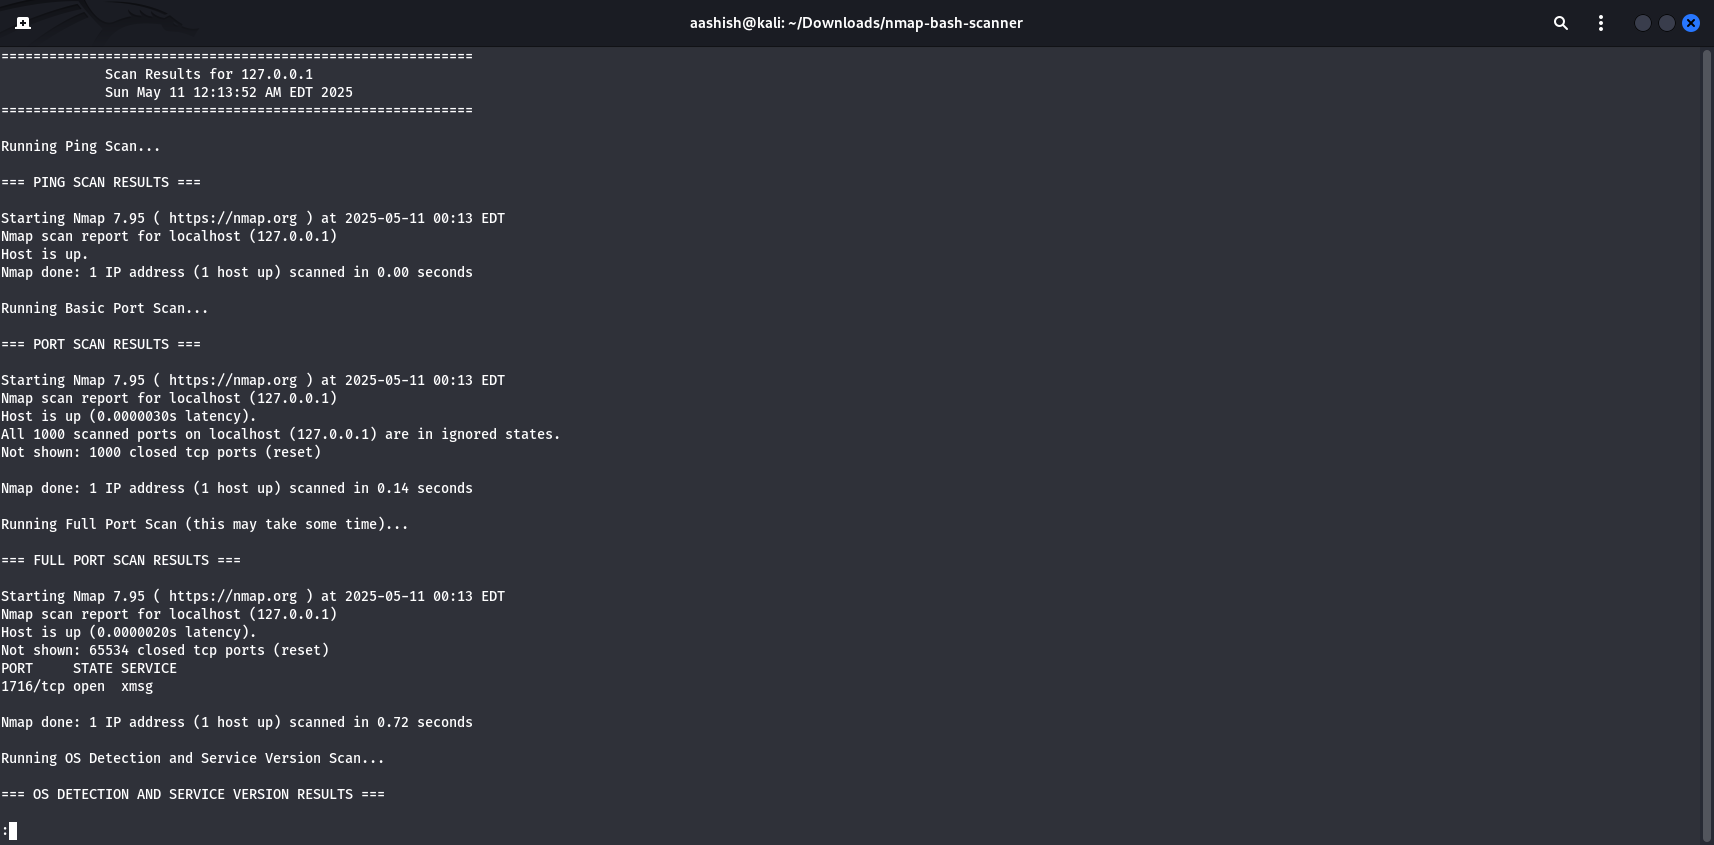 aashish@kali: ~/Downloads/nmap-bash-scanner
===========================================================
             Scan Results for 127.0.0.1
             Sun May 11 12:13:52 AM EDT 2025
===========================================================
Running Ping Scan...
=== PING SCAN RESULTS ===
Starting Nmap 7.95 ( https://nmap.org ) at 2025-05-11 00:13 EDT
Nmap scan report for localhost (127.0.0.1)
Host is up.
Nmap done: 1 IP address (1 host up) scanned in 0.00 seconds
Running Basic Port Scan...
=== PORT SCAN RESULTS ===
Starting Nmap 7.95 ( https://nmap.org ) at 2025-05-11 00:13 EDT
Nmap scan report for localhost (127.0.0.1)
Host is up (0.0000030s latency).
All 1000 scanned ports on localhost (127.0.0.1) are in ignored states.
Not shown: 1000 closed tcp ports (reset)
Nmap done: 1 IP address (1 host up) scanned in 0.14 seconds
Running Full Port Scan (this may take some time)...
=== FULL PORT SCAN RESULTS ===
Starting Nmap 7.95 ( https://nmap.org ) at 2025-05-11 00:13 EDT
Nmap scan report for localhost (127.0.0.1)
Host is up (0.0000020s latency).
Not shown: 65534 closed tcp ports (reset)
PORT     STATE SERVICE
1716/tcp open  xmsg
Nmap done: 1 IP address (1 host up) scanned in 0.72 seconds
Running OS Detection and Service Version Scan...
=== OS DETECTION AND SERVICE VERSION RESULTS ===
: